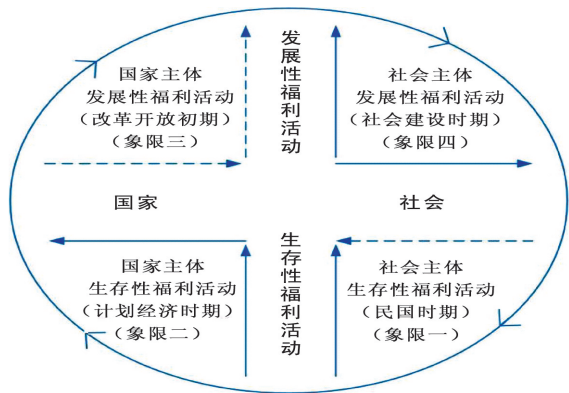 国家主体
发展性福利活动
（改革开放初期）
（象限三）
发展性福利活动
社会主体
发展性福利活动
（社会建设时期）
（象限四）
国家
社会
国家主体
生存性福利活动
（计划经济时期）
（象限二）
生存性福利活动
社会主体
生存性福利活动
（民国时期）
（象限一）